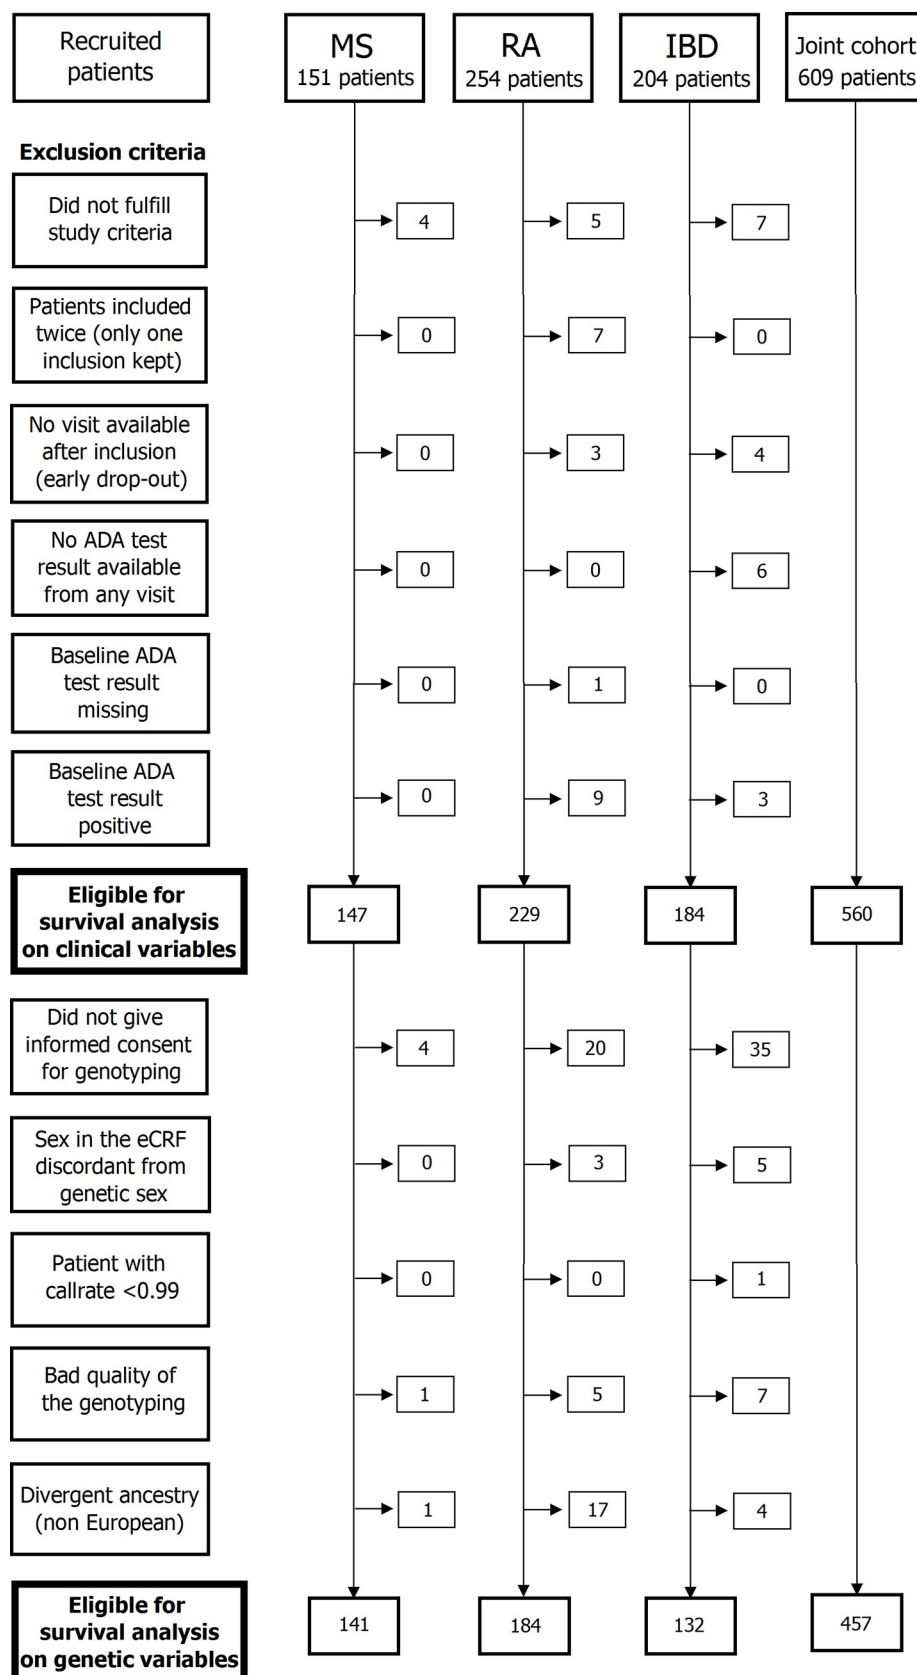 Recruited
patients
MS
151 patients
RA
254 patients
IBD
204 patients
Joint cohort
609 patients
Exclusion criteria
Did not fulfill
study criteria
4
5
7
Patients included
twice (only one
inclusion kept)
0
7
0
No visit available
after inclusion
(early drop-out)
0
3
4
No ADA test
result available
from any visit
0
0
6
Baseline ADA
test result
missing
0
1
0
Baseline ADA
test result
positive
0
9
3
Eligible for
survival analysis
on clinical variables
147
229
184
560
Did not give
informed consent
for genotyping
4
20
35
Sex in the eCRF
discordant from
genetic sex
0
3
5
Patient with
callrate <0.99
0
0
1
Bad quality of
the genotyping
1
5
7
Divergent ancestry
(non European)
1
17
4
Eligible for
survival analysis
on genetic variables
141
184
132
457